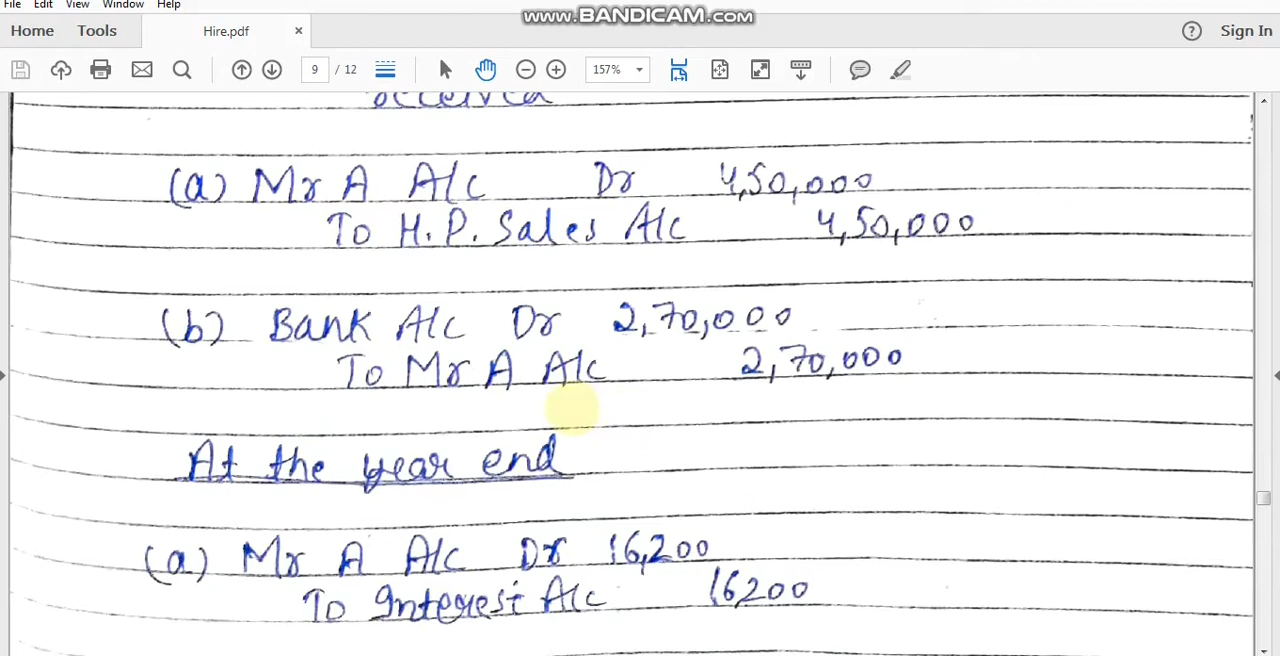 File Edit View Window Help
www.BANDICAM.com
Home Tools Hire.pdf × ? Sign In
9 / 12 157%
received
(a) Mr A A/c Dr 4,50,000
To H.P. Sales A/c 4,50,000
(b) Bank A/c Dr 2,70,000
To Mr A A/c 2,70,000
At the year end
(a) Mr A A/c Dr 16,200
To Interest A/c 16200